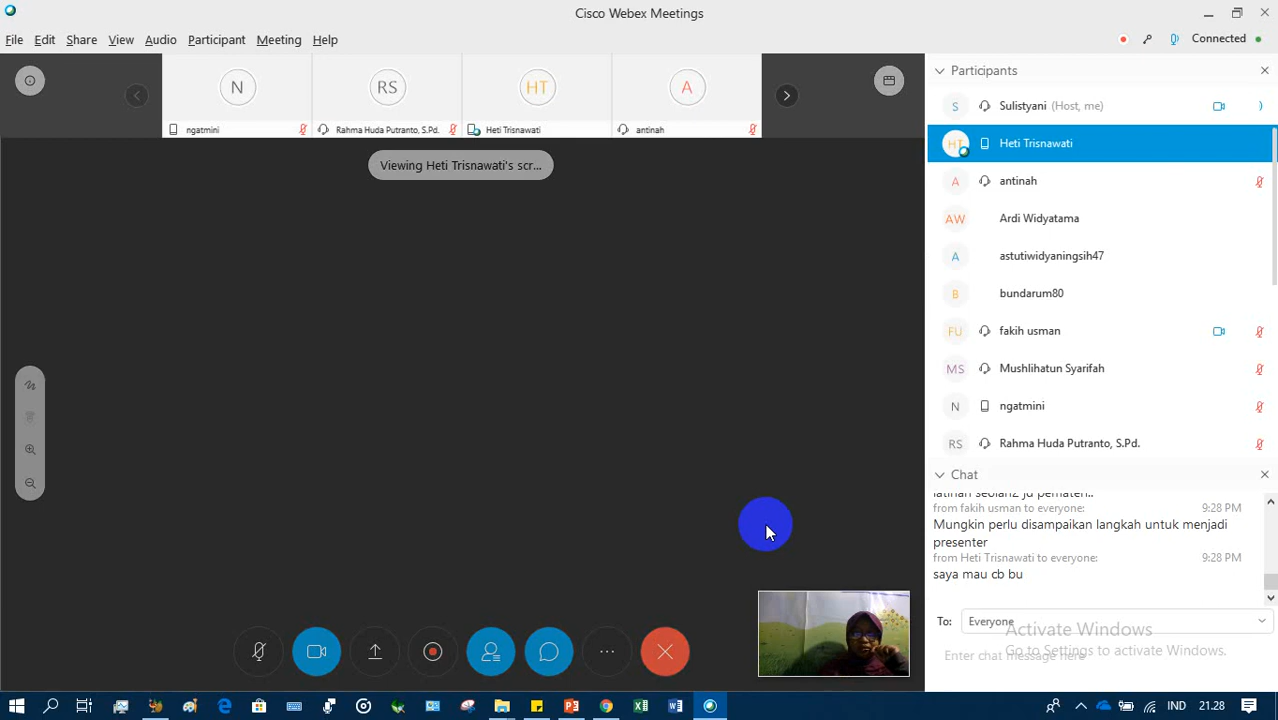 Cisco Webex Meetings
File Edit Share View Audio Participant Meeting Help
Connected
N
ngatmini
RS
Rahma Huda Putranto, S.Pd.
HT
Heti Trisnawati
A
antinah
Viewing Heti Trisnawati's scr...
Participants
S Sulistyani (Host, me)
HT Heti Trisnawati
A antinah
AW Ardi Widyatama
A astutiwidyaningsih47
B bundarum80
FU fakih usman
MS Mushlihatun Syarifah
N ngatmini
RS Rahma Huda Putranto, S.Pd.
Chat
from fakih usman to everyone: 9:28 PM
Mungkin perlu disampaikan langkah untuk menjadi
presenter
from Heti Trisnawati to everyone: 9:28 PM
saya mau cb bu
To: Everyone
Enter chat message here
Activate Windows
Go to Settings to activate Windows.
IND 21.28